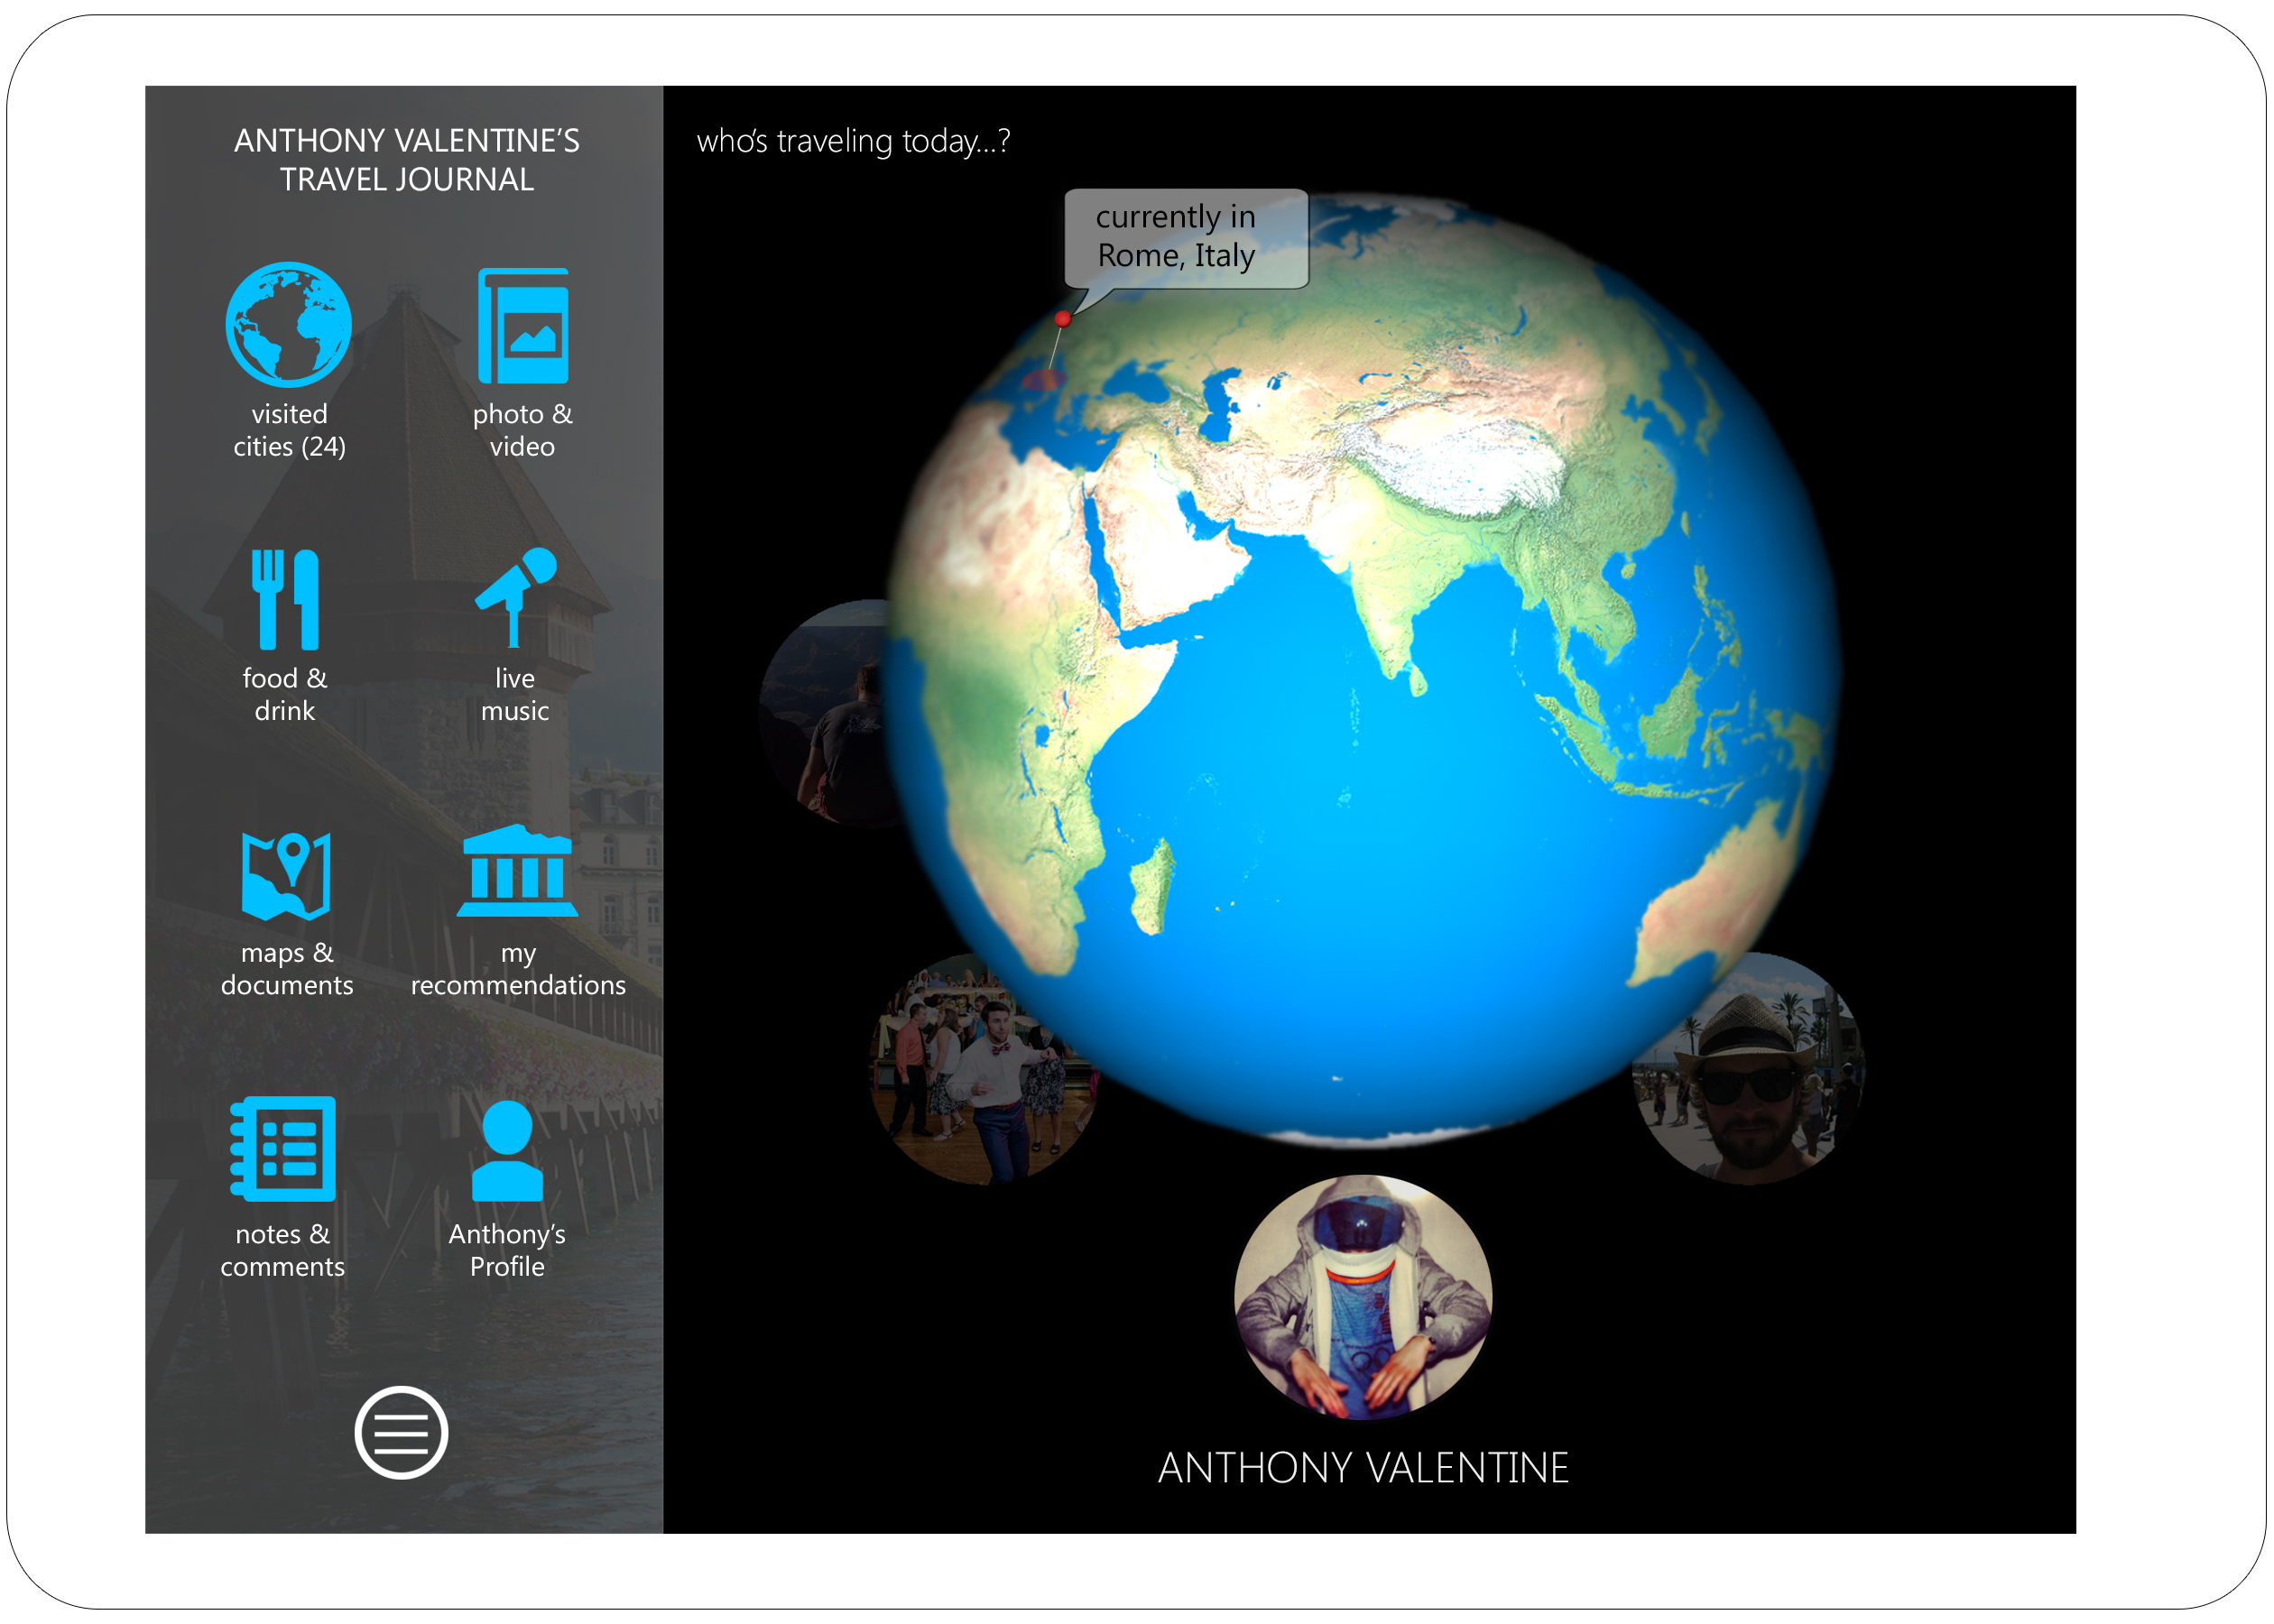 ANTHONY VALENTINE'S
TRAVEL JOURNAL
visited
cities (24)
photo &
video
food &
drink
live
music
maps &
documents
my
recommendations
notes &
comments
Anthony's
Profile
who's traveling today...?
currently in
Rome, Italy
ANTHONY VALENTINE